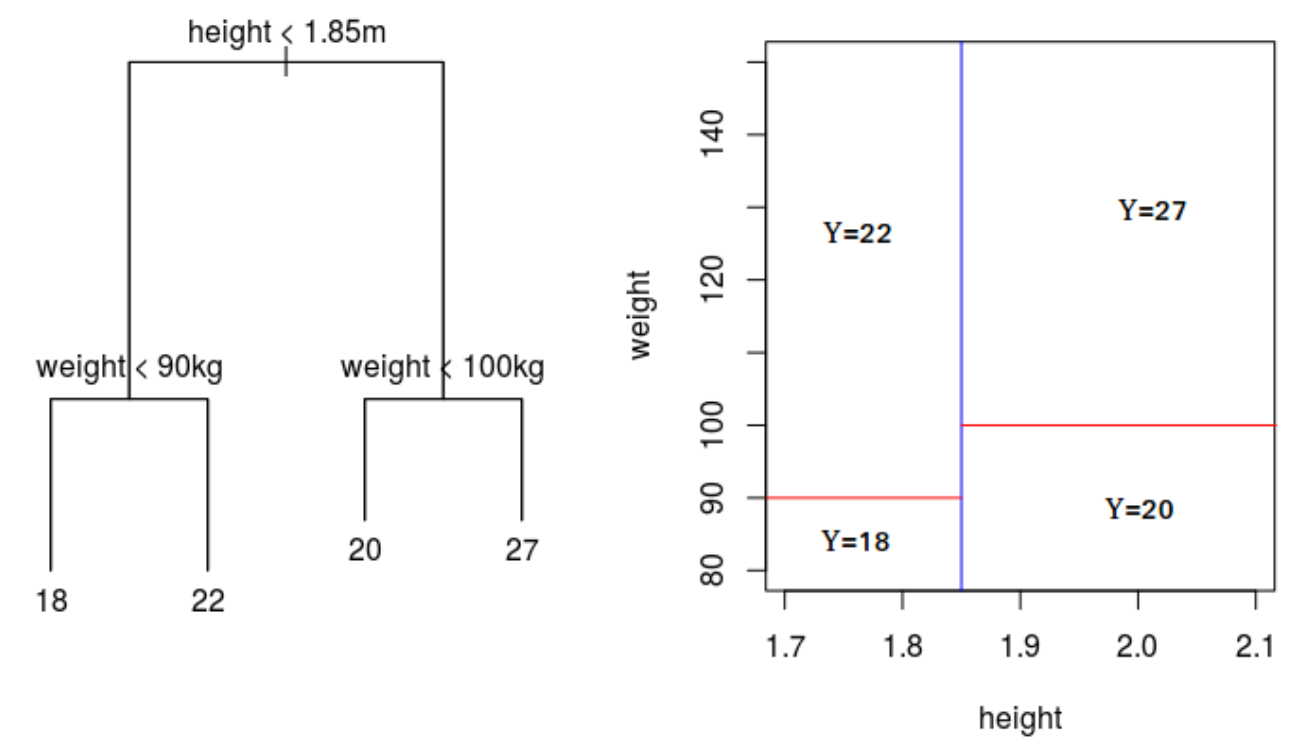 height < 1.85m
weight < 90kg
weight < 100kg
18
22
20
27
weight
140
120
100
90
80
Y=22
Y=27
Y=18
Y=20
1.7 1.8 1.9 2.0 2.1
height